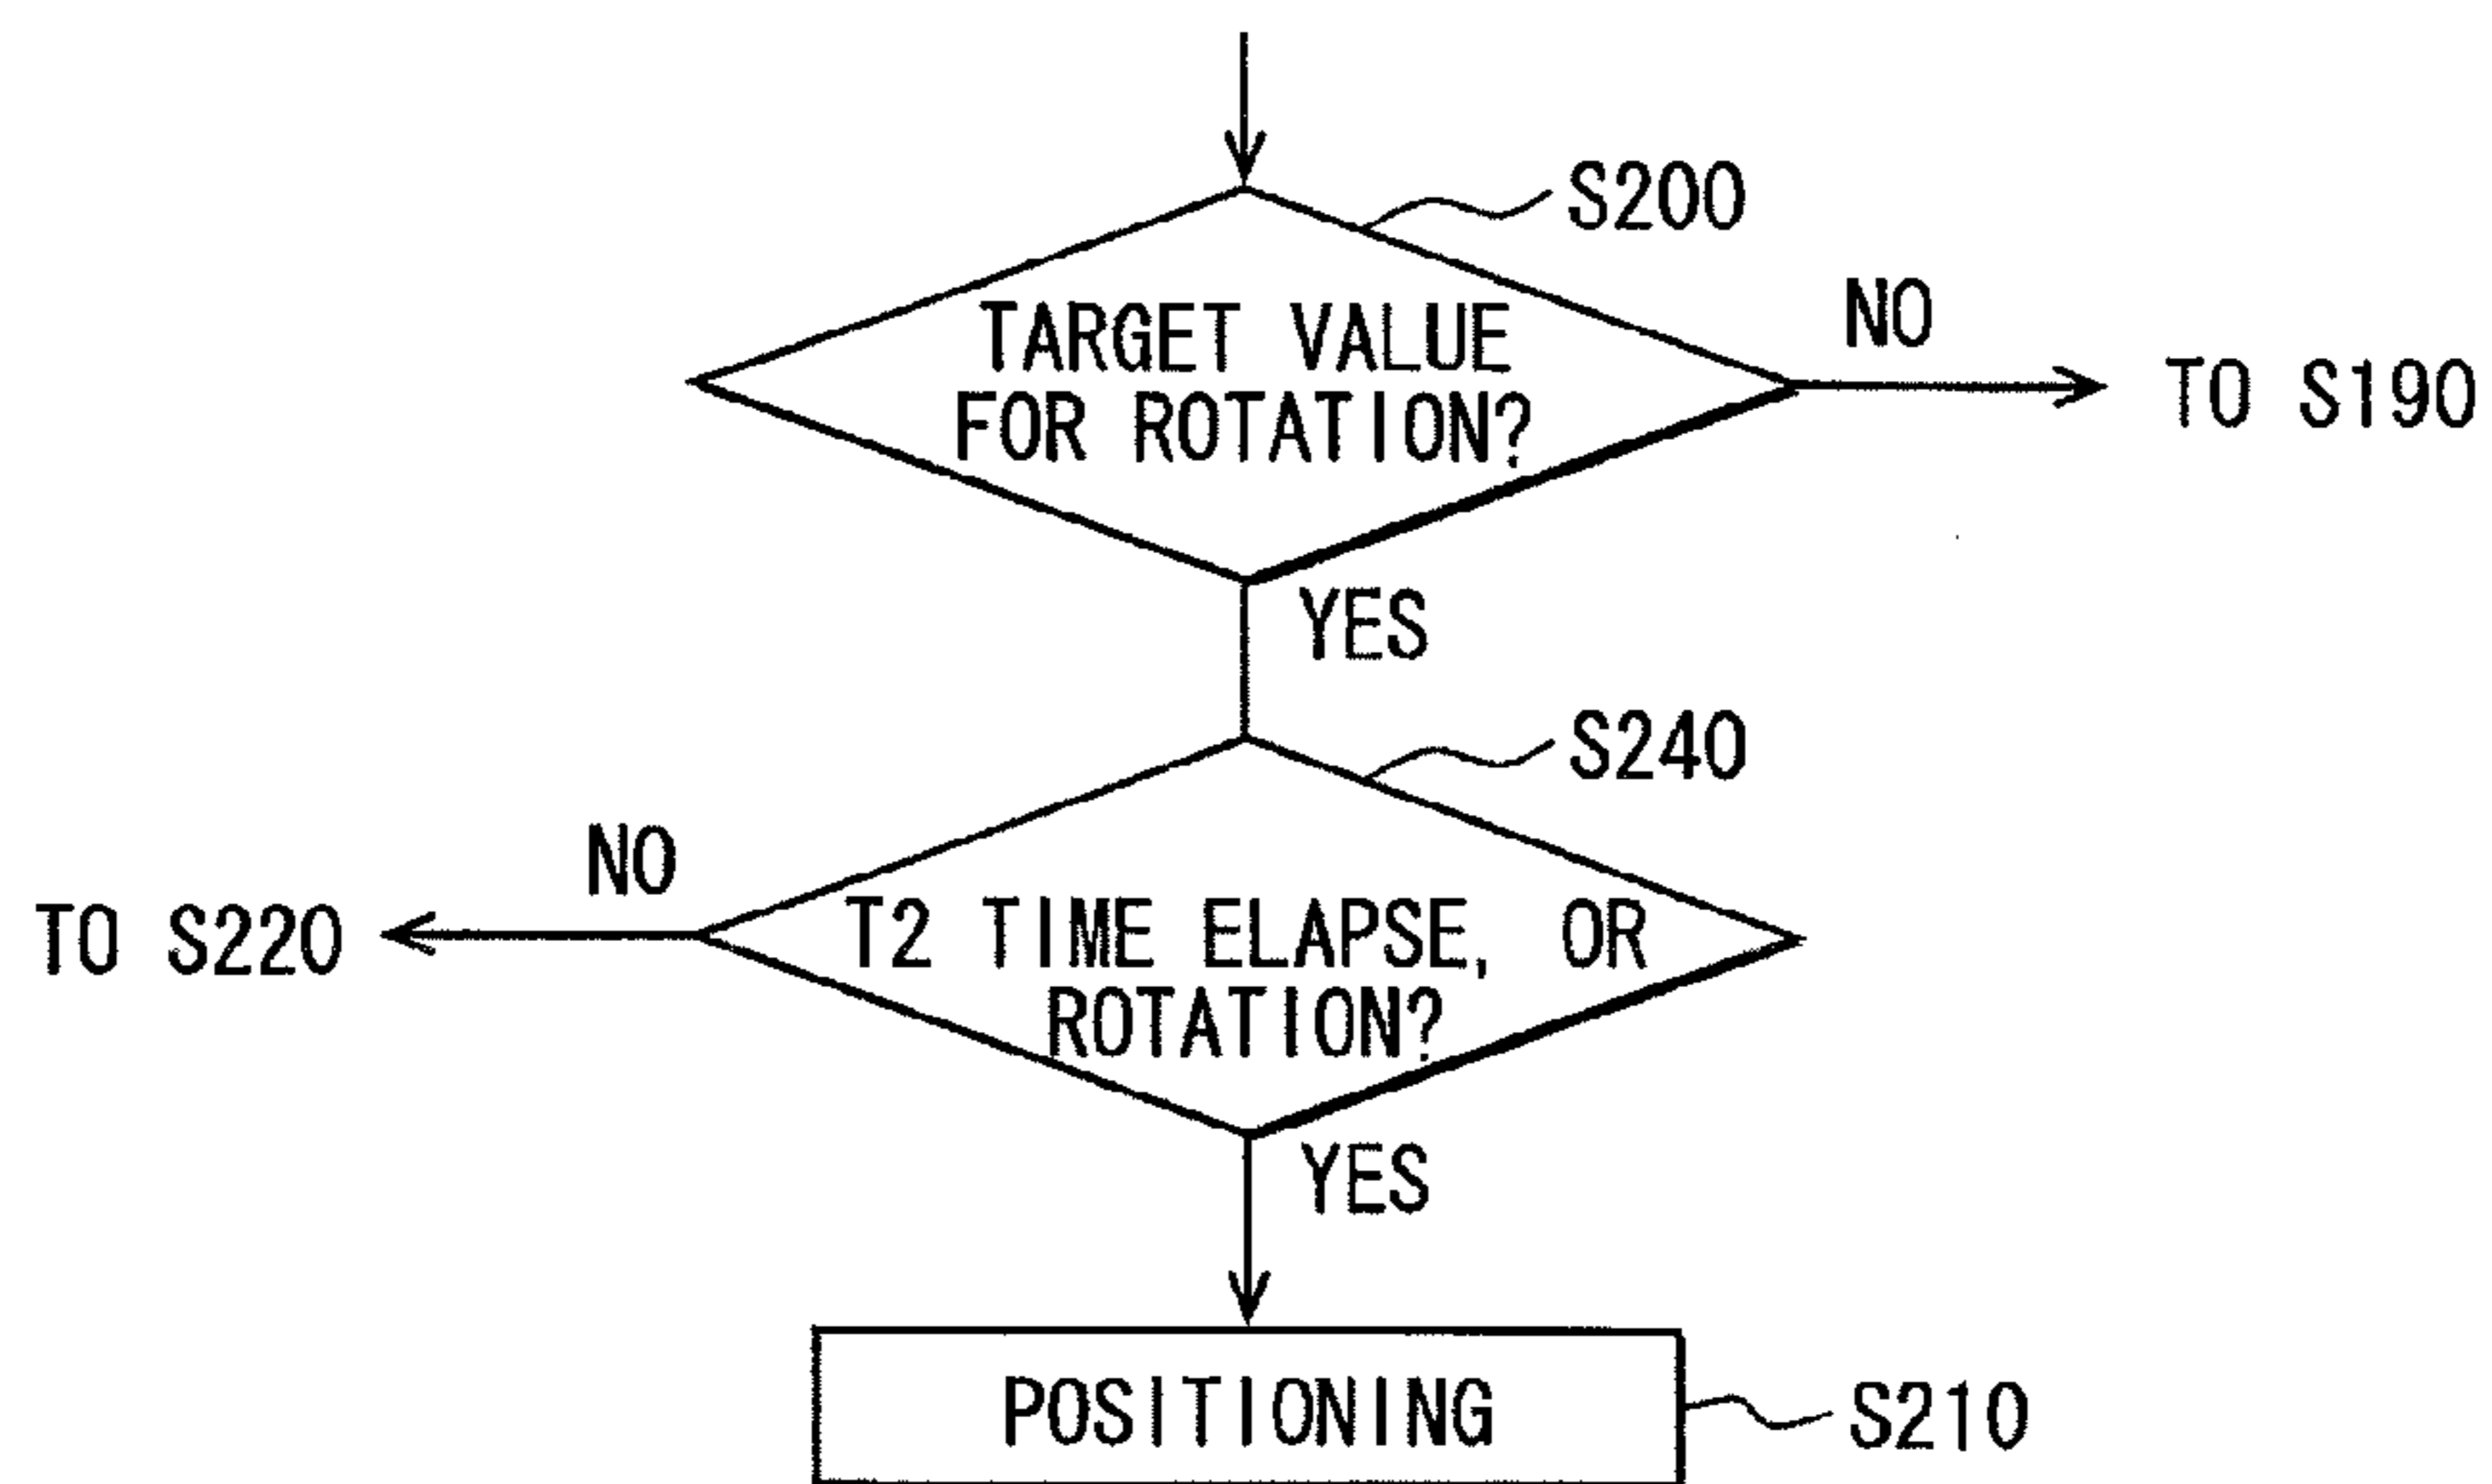 S200
TARGET VALUE
FOR ROTATION?
NO
TO S190
YES
S240
NO
TO S220
T2 TIME ELAPSE, OR
ROTATION?
YES
POSITIONING
S210